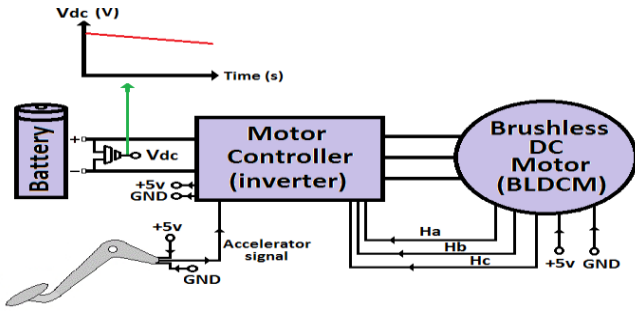 Vdc (V)
Time (s)
Battery
+
−
Vdc
Motor
Controller
(inverter)
Brushless
DC
Motor
(BLDCM)
+5v
GND
+5v
GND
Accelerator
signal
Ha
Hb
Hc
+5v
GND